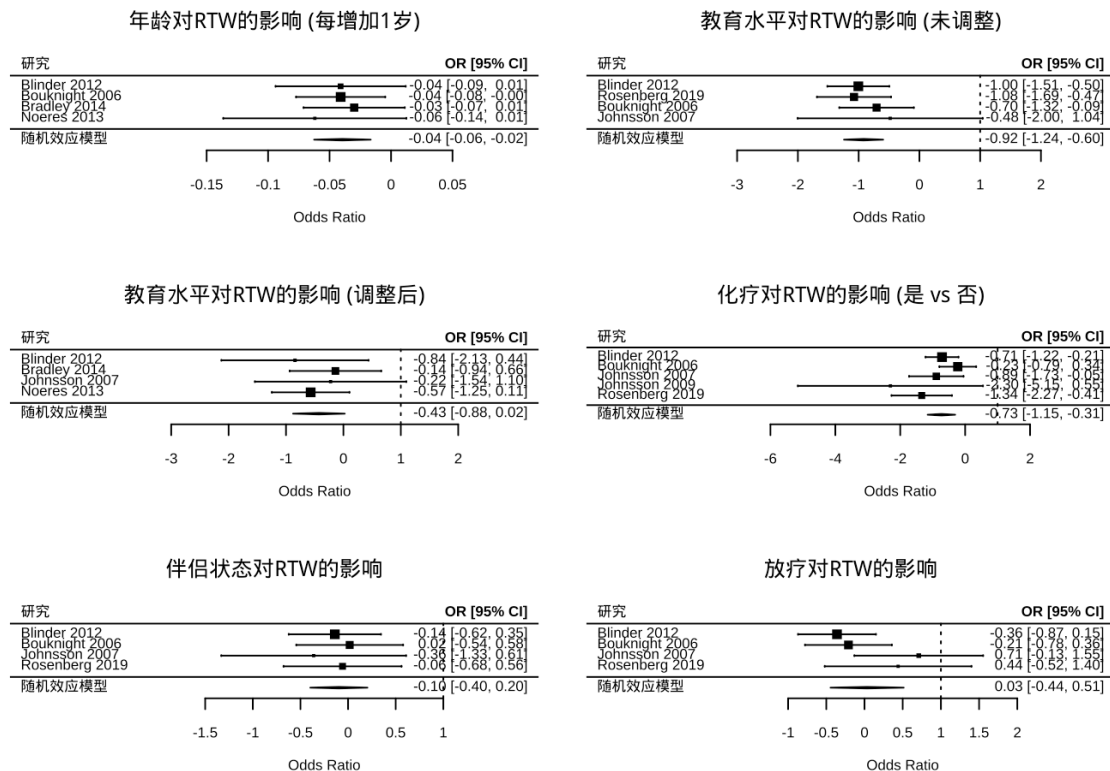 年龄对RTW的影响 (每增加1岁)
研究 OR [95% CI]
Blinder 2012 -0.04 [-0.09, 0.01]
Bouknight 2006 -0.04 [-0.08, -0.00]
Bradley 2014 -0.03 [-0.07, 0.01]
Noeres 2013 -0.06 [-0.14, 0.01]
随机效应模型 -0.04 [-0.06, -0.02]
-0.15 -0.1 -0.05 0 0.05
Odds Ratio
教育水平对RTW的影响 (未调整)
研究 OR [95% CI]
Blinder 2012 -1.00 [-1.51, -0.50]
Rosenberg 2019 -1.08 [-1.69, -0.47]
Bouknight 2006 -0.70 [-1.32, -0.09]
Johnsson 2007 -0.48 [-2.00, 1.04]
随机效应模型 -0.92 [-1.24, -0.60]
-3 -2 -1 0 1 2
Odds Ratio
教育水平对RTW的影响 (调整后)
研究 OR [95% CI]
Blinder 2012 -0.84 [-2.13, 0.44]
Bradley 2014 -0.14 [-0.94, 0.66]
Johnsson 2007 -0.22 [-1.54, 1.10]
Noeres 2013 -0.57 [-1.25, 0.11]
随机效应模型 -0.43 [-0.88, 0.02]
-3 -2 -1 0 1 2
Odds Ratio
化疗对RTW的影响 (是 vs 否)
研究 OR [95% CI]
Blinder 2012 -0.71 [-1.22, -0.21]
Bouknight 2006 -0.23 [-0.79, 0.34]
Johnsson 2007 -0.89 [-1.73, -0.05]
Johnsson 2009 -2.30 [-5.15, 0.55]
Rosenberg 2019 -1.34 [-2.27, -0.41]
随机效应模型 -0.73 [-1.15, -0.31]
-6 -4 -2 0 2
Odds Ratio
伴侣状态对RTW的影响
研究 OR [95% CI]
Blinder 2012 -0.14 [-0.62, 0.35]
Bouknight 2006 0.02 [-0.54, 0.58]
Johnsson 2007 -0.36 [-1.33, 0.61]
Rosenberg 2019 -0.06 [-0.68, 0.56]
随机效应模型 -0.10 [-0.40, 0.20]
-1.5 -1 -0.5 0 0.5 1
Odds Ratio
放疗对RTW的影响
研究 OR [95% CI]
Blinder 2012 -0.36 [-0.87, 0.15]
Bouknight 2006 -0.21 [-0.78, 0.36]
Johnsson 2007 0.71 [-0.13, 1.55]
Rosenberg 2019 0.44 [-0.52, 1.40]
随机效应模型 0.03 [-0.44, 0.51]
-1 -0.5 0 0.5 1 1.5 2
Odds Ratio